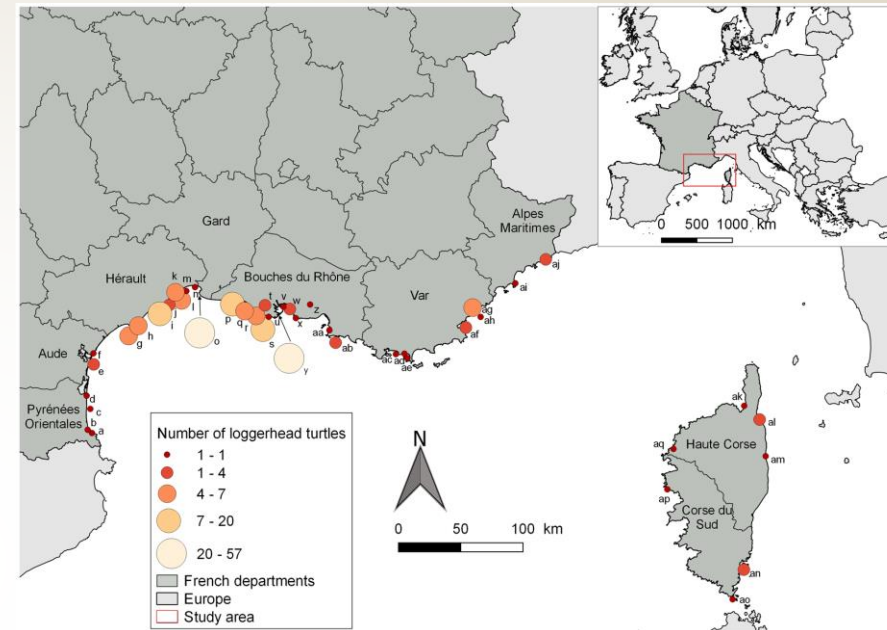 0 500 1000 km
Alpes
Maritimes
Gard
Bouches du Rhône
Hérault
Var
Aude
Pyrénées
Orientales
k
m
n
j
l
i
h
g
f
e
d
c
b
a
o
p
q
r
s
t
u
v
w
x
y
z
aa
ab
ac
ad
ae
af
ag
ah
ai
aj
ak
al
Haute Corse
am
aq
ap
Corse du
Sud
an
ao
Number of loggerhead turtles
1 - 1
1 - 4
4 - 7
7 - 20
20 - 57
French departments
Europe
Study area
N
0 50 100 km